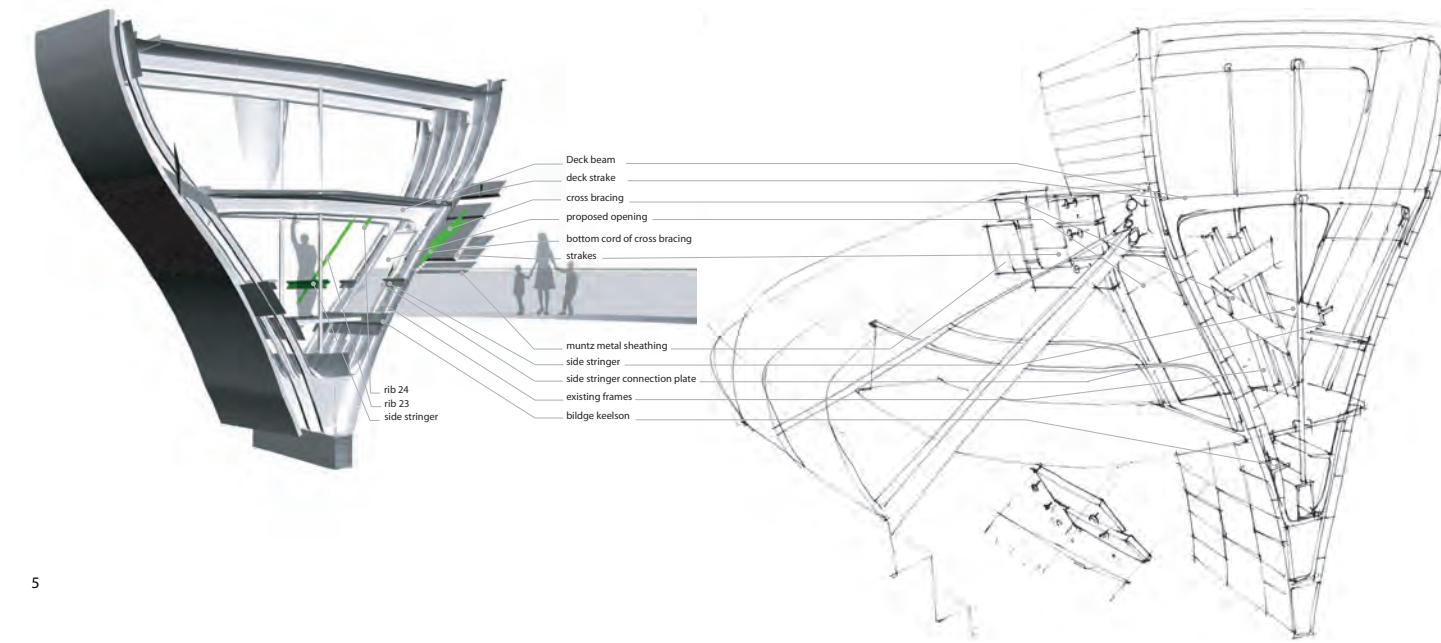 Deck beam
deck strake
cross bracing
proposed opening
bottom cord of cross bracing
strakes
muntz metal sheathing
side stringer
side stringer connection plate
existing frames
bildge keelson
rib 24
rib 23
side stringer
5